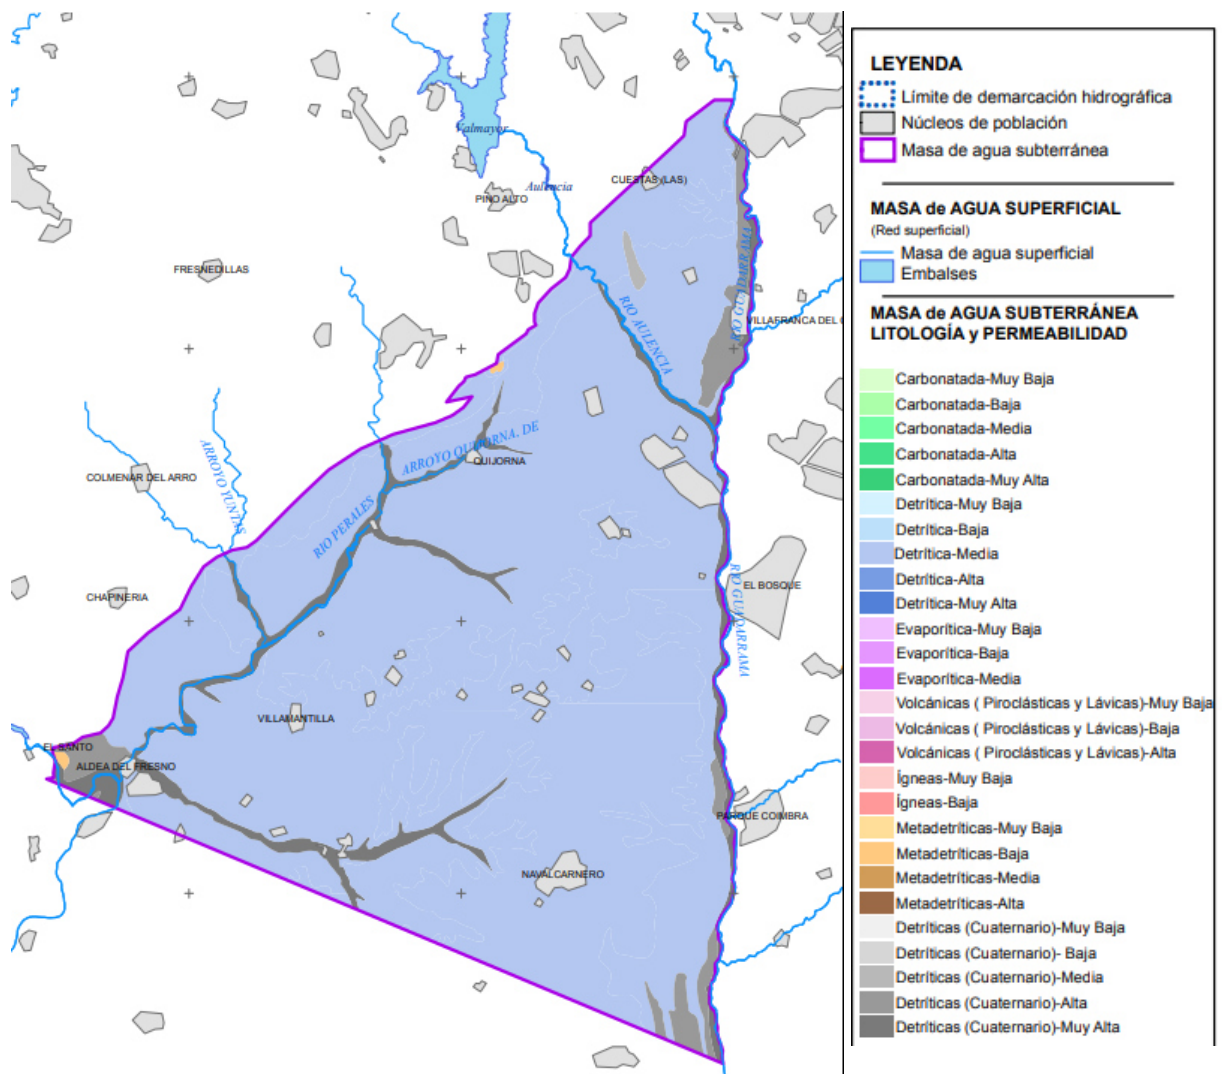 Valmayor
Aulencia
PINO ALTO
CUESTAS (LAS)
FRESNEDILLAS
RIO GUADARRAMA
VILLAFRANCA DEL C
RIO AULENCIA
ARROYO QUIJORNA, DE
QUIJORNA
COLMENAR DEL ARRO
ARROYO YUNTAS
RIO PERALES
EL BOSQUE
RIO GUADARRAMA
CHAPINERIA
VILLAMANTILLA
EL SANTO
ALDEA DEL FRESNO
PARQUE COIMBRA
NAVALCARNERO
LEYENDA
Límite de demarcación hidrográfica
Núcleos de población
Masa de agua subterránea
MASA de AGUA SUPERFICIAL
(Red superficial)
Masa de agua superficial
Embalses
MASA de AGUA SUBTERRÁNEA
LITOLOGÍA y PERMEABILIDAD
Carbonatada-Muy Baja
Carbonatada-Baja
Carbonatada-Media
Carbonatada-Alta
Carbonatada-Muy Alta
Detrítica-Muy Baja
Detrítica-Baja
Detrítica-Media
Detrítica-Alta
Detrítica-Muy Alta
Evaporítica-Muy Baja
Evaporítica-Baja
Evaporítica-Media
Volcánicas ( Piroclásticas y Lávicas)-Muy Baja
Volcánicas ( Piroclásticas y Lávicas)-Baja
Volcánicas ( Piroclásticas y Lávicas)-Alta
Ígneas-Muy Baja
Ígneas-Baja
Metadetríticas-Muy Baja
Metadetríticas-Baja
Metadetríticas-Media
Metadetríticas-Alta
Detríticas (Cuaternario)-Muy Baja
Detríticas (Cuaternario)- Baja
Detríticas (Cuaternario)-Media
Detríticas (Cuaternario)-Alta
Detríticas (Cuaternario)-Muy Alta